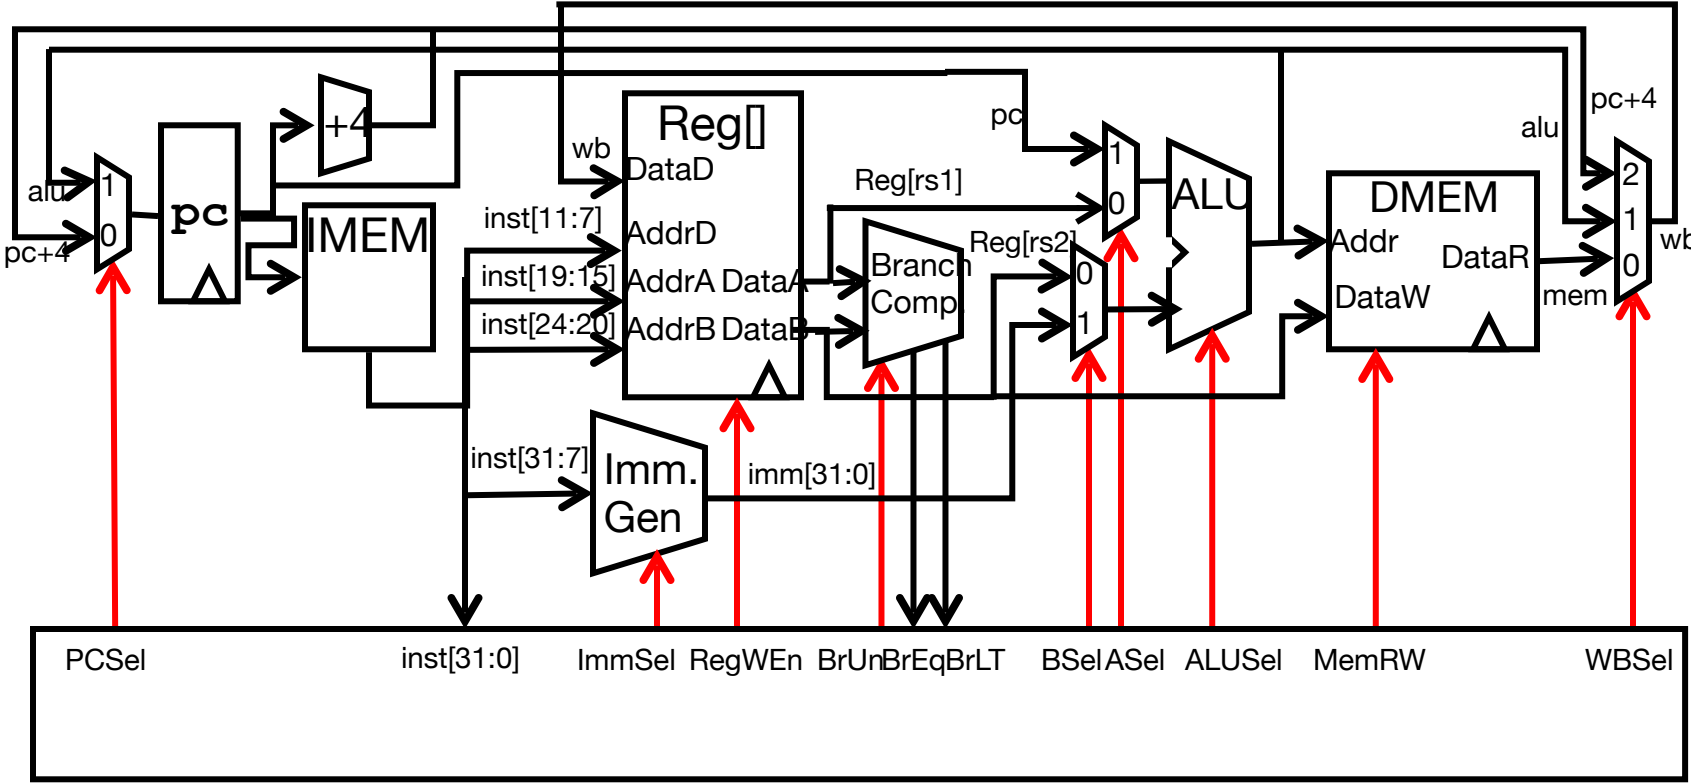 pc+4
alu
+4
Reg[]
pc
1
wb
DataD
ALU
DMEM
2
alu
1
pc
0
pc+4
IMEM
inst[11:7]
AddrD
Reg[rs1]
0
Reg[rs2]
Addr
1
wb
inst[19:15]
AddrA DataA
Branch
Comp.
0
DataR
0
inst[24:20]
AddrB DataB
1
DataW
mem
inst[31:7]
Imm.
Gen
imm[31:0]
PCSel
inst[31:0]
ImmSel
RegWEn
BrUn
BrEq
BrLT
BSel
ASel
ALUSel
MemRW
WBSel